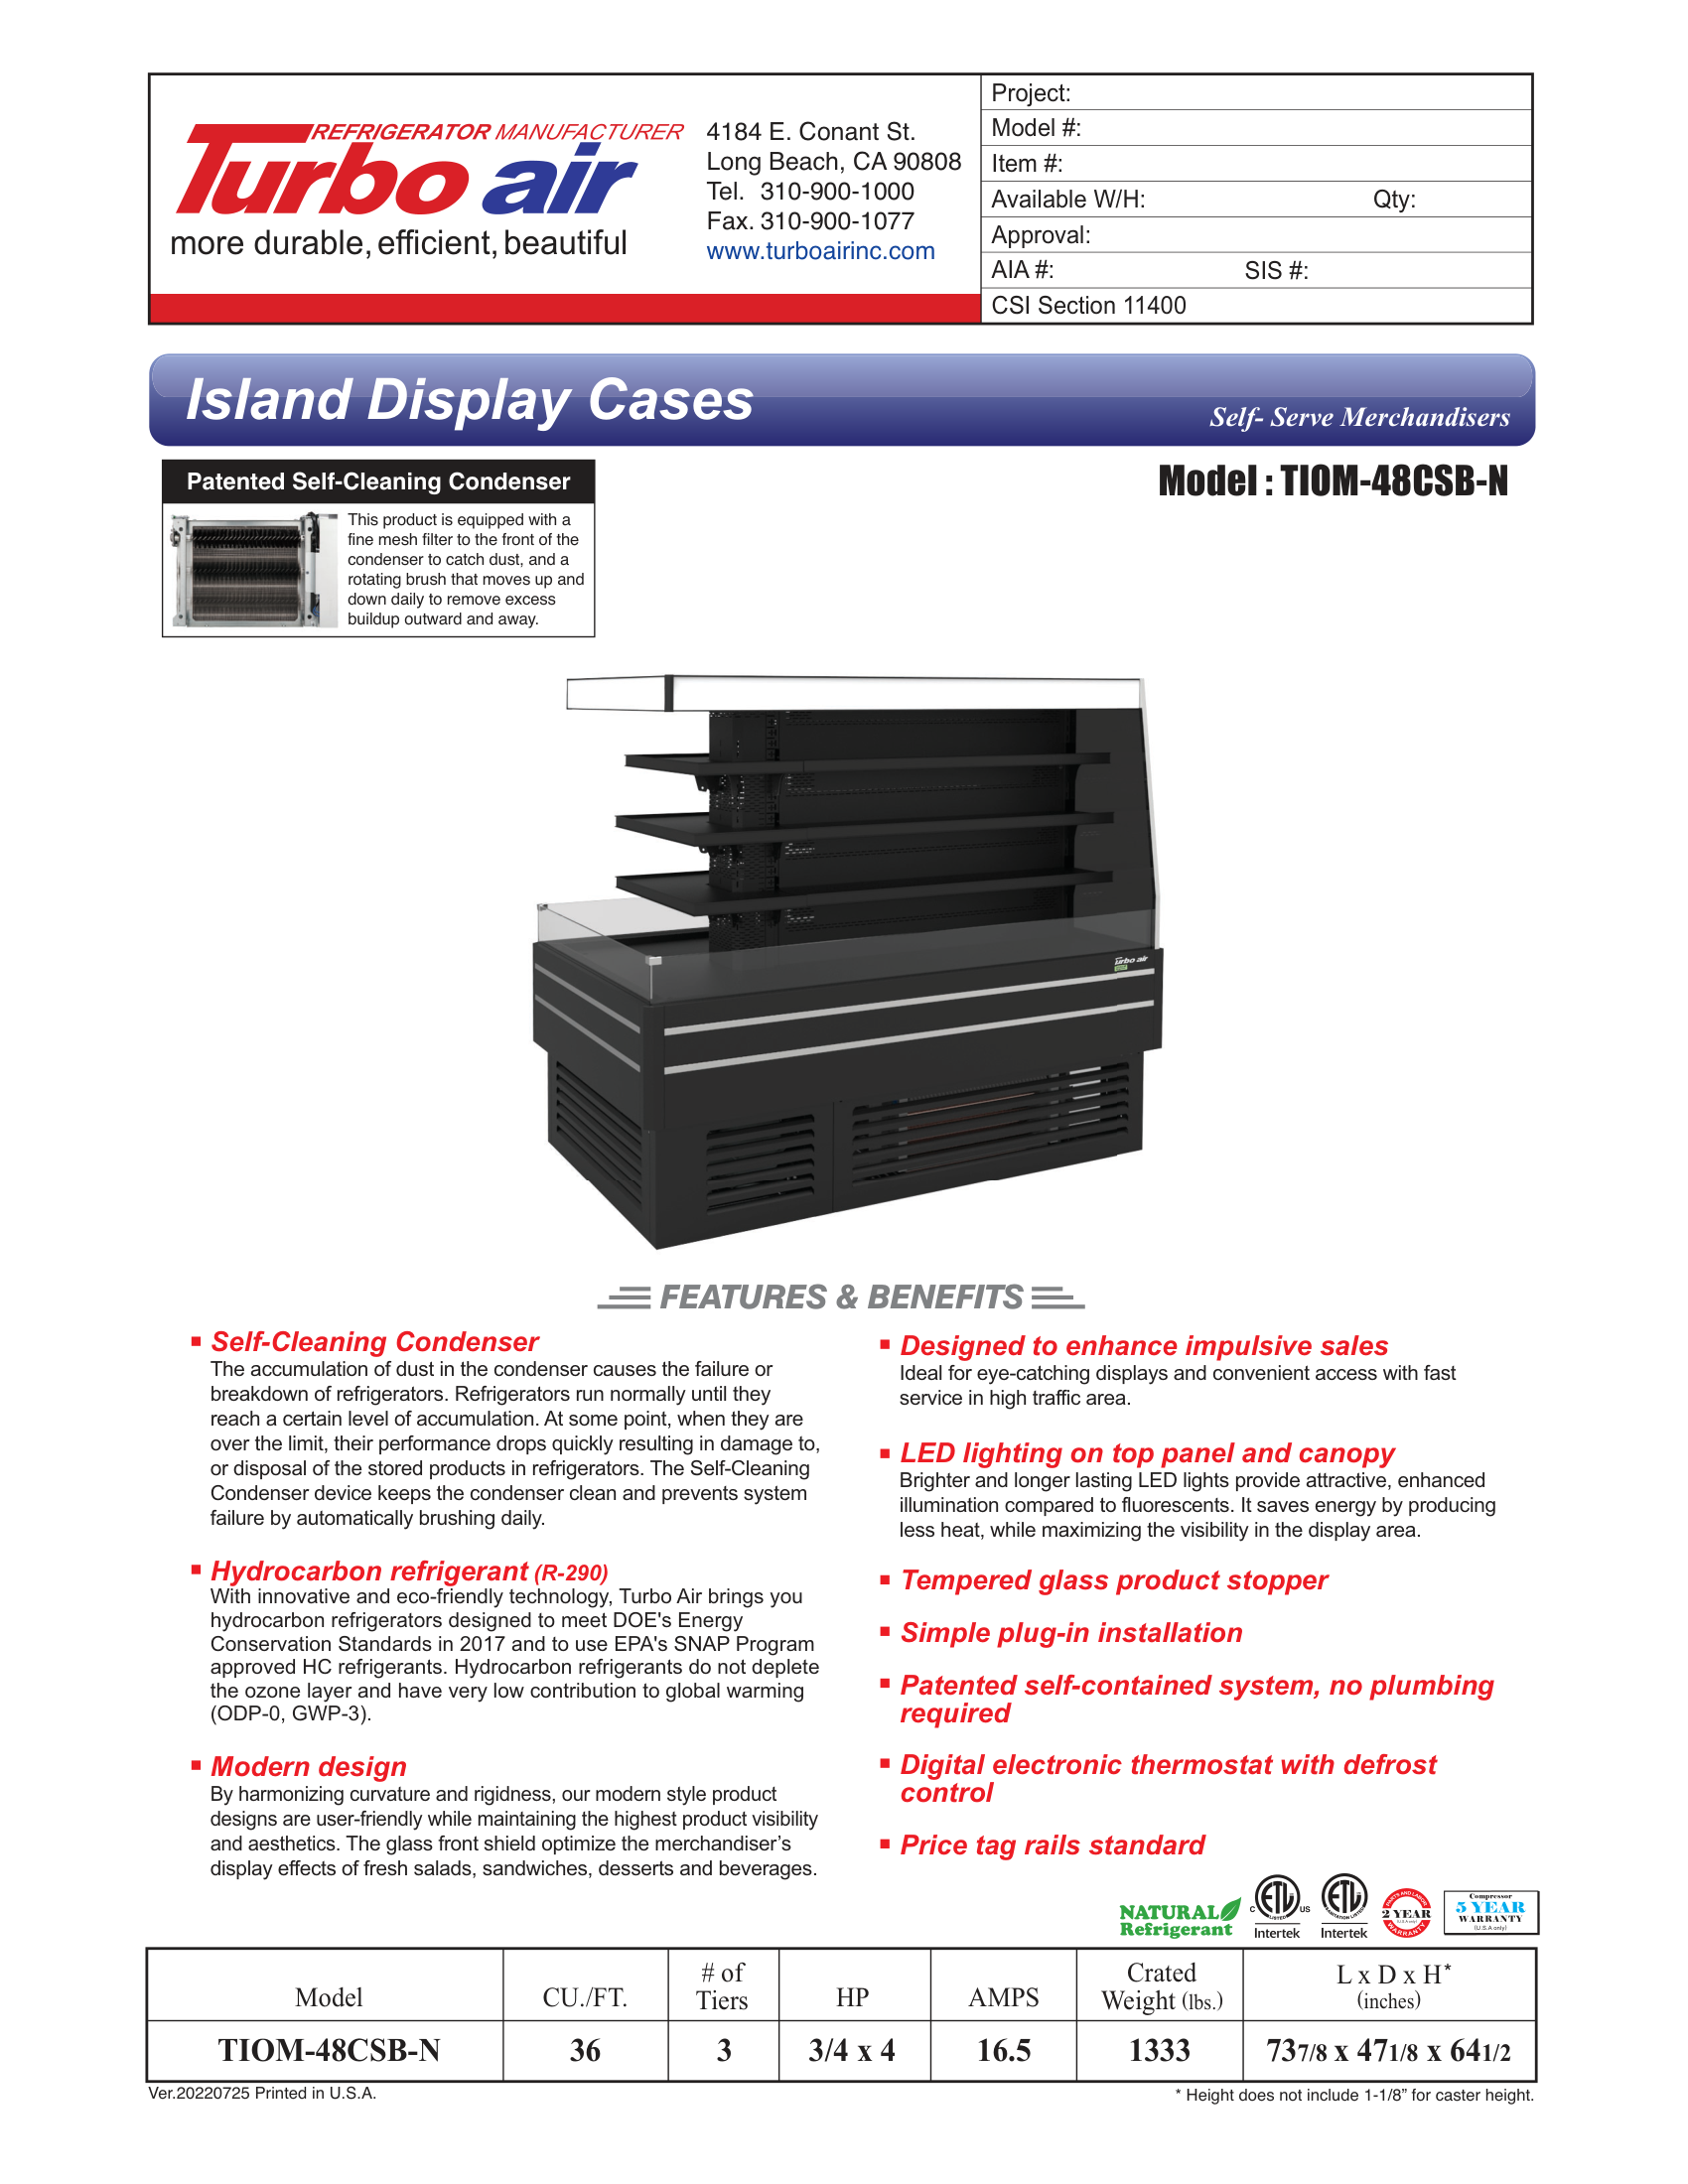 REFRIGERATOR MANUFACTURER
Turbo air
more durable, efficient, beautiful
4184 E. Conant St.
Long Beach, CA 90808
Tel. 310-900-1000
Fax. 310-900-1077
www.turboairinc.com
Project:
Model #:
Item #:
Available W/H: Qty:
Approval:
AIA #: SIS #:
CSI Section 11400
Island Display Cases
Self- Serve Merchandisers
Patented Self-Cleaning Condenser
This product is equipped with a
fine mesh filter to the front of the
condenser to catch dust, and a
rotating brush that moves up and
down daily to remove excess
buildup outward and away.
Model : TIOM-48CSB-N
Turbo air
FEATURES & BENEFITS
Self-Cleaning Condenser
The accumulation of dust in the condenser causes the failure or
breakdown of refrigerators. Refrigerators run normally until they
reach a certain level of accumulation. At some point, when they are
over the limit, their performance drops quickly resulting in damage to,
or disposal of the stored products in refrigerators. The Self-Cleaning
Condenser device keeps the condenser clean and prevents system
failure by automatically brushing daily.
Hydrocarbon refrigerant (R-290)
With innovative and eco-friendly technology, Turbo Air brings you
hydrocarbon refrigerators designed to meet DOE's Energy
Conservation Standards in 2017 and to use EPA's SNAP Program
approved HC refrigerants. Hydrocarbon refrigerants do not deplete
the ozone layer and have very low contribution to global warming
(ODP-0, GWP-3).
Modern design
By harmonizing curvature and rigidness, our modern style product
designs are user-friendly while maintaining the highest product visibility
and aesthetics. The glass front shield optimize the merchandiser’s
display effects of fresh salads, sandwiches, desserts and beverages.
Designed to enhance impulsive sales
Ideal for eye-catching displays and convenient access with fast
service in high traffic area.
LED lighting on top panel and canopy
Brighter and longer lasting LED lights provide attractive, enhanced
illumination compared to fluorescents. It saves energy by producing
less heat, while maximizing the visibility in the display area.
Tempered glass product stopper
Simple plug-in installation
Patented self-contained system, no plumbing
required
Digital electronic thermostat with defrost
control
Price tag rails standard
NATURAL
Refrigerant
C ETL US
LISTED
Intertek
ETL
SANITATION LISTED
Intertek
PARTS AND LABOR
2 YEAR
(U.S.A only)
WARRANTY
Compressor
5 YEAR
WARRANTY
(U.S.A only)
Model CU./FT. # of Tiers HP AMPS Crated Weight (lbs.) L x D x H* (inches)
TIOM-48CSB-N 36 3 3/4 x 4 16.5 1333 737/8 x 471/8 x 641/2
Ver.20220725 Printed in U.S.A.
* Height does not include 1-1/8” for caster height.